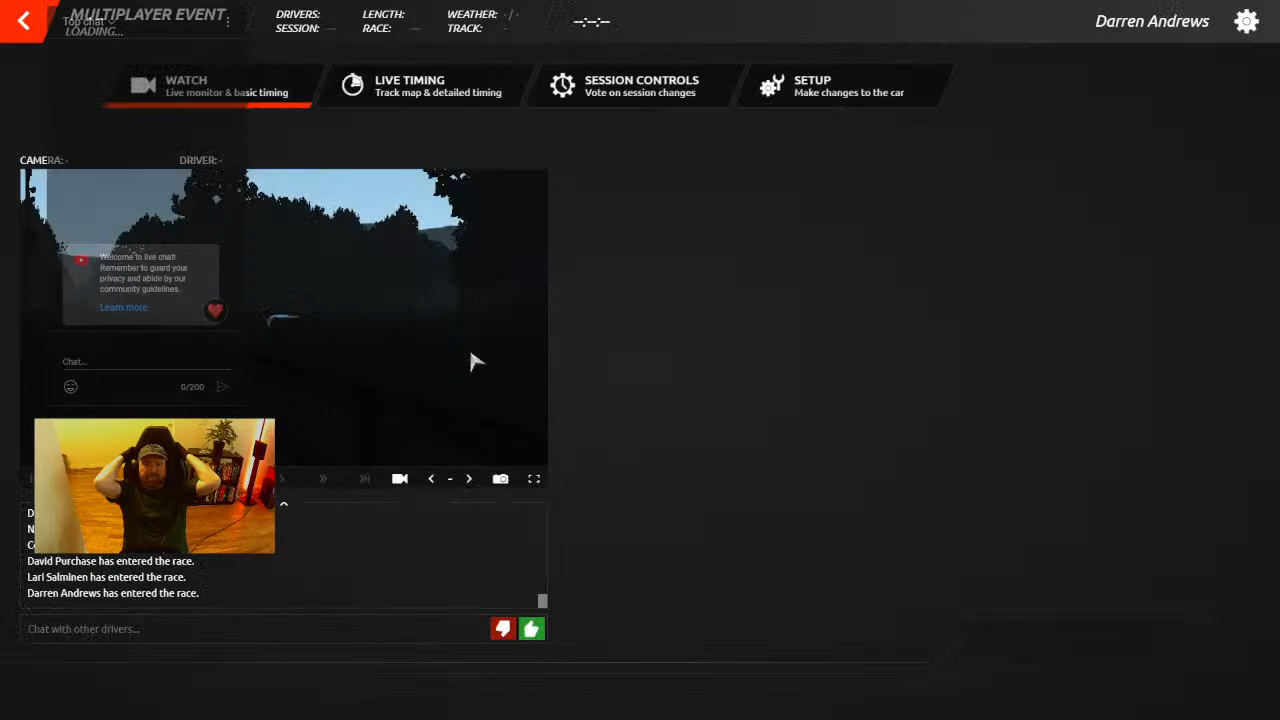 MULTIPLAYER EVENT
Top chat
LOADING...
DRIVERS:
SESSION: --
LENGTH:
RACE: --
WEATHER: - / -
TRACK: -
--:--:--
Darren Andrews
WATCH
Live monitor & basic timing
LIVE TIMING
Track map & detailed timing
SESSION CONTROLS
Vote on session changes
SETUP
Make changes to the car
CAMERA: -
DRIVER: -
Welcome to live chat!
Remember to guard your
privacy and abide by our
community guidelines.
Learn more
Chat...
0/200
David Purchase has entered the race.
Lari Salminen has entered the race.
Darren Andrews has entered the race.
Chat with other drivers...